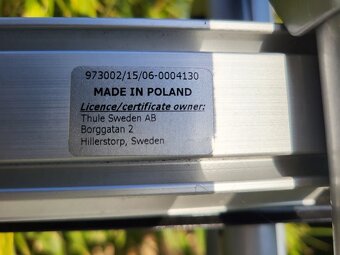 973002/15/06-0004130
MADE IN POLAND
Licence/certificate owner:
Thule Sweden AB
Borggatan 2
Hillerstorp, Sweden